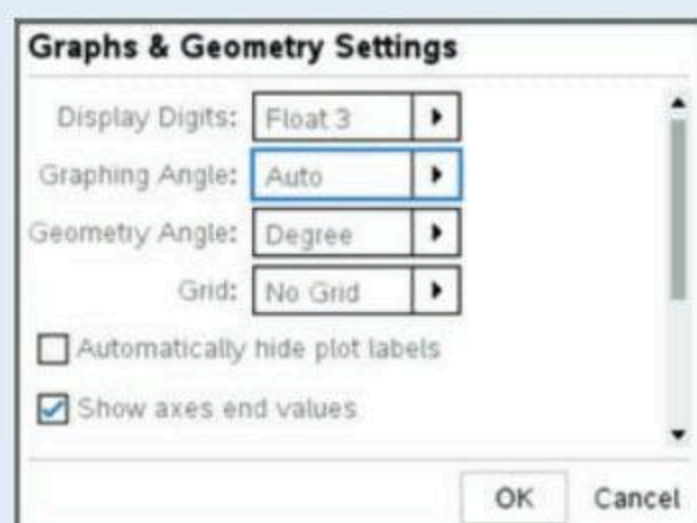 Graphs & Geometry Settings
Display Digits: Float 3
Graphing Angle: Auto
Geometry Angle: Degree
Grid: No Grid
Automatically hide plot labels
Show axes end values
OK Cancel